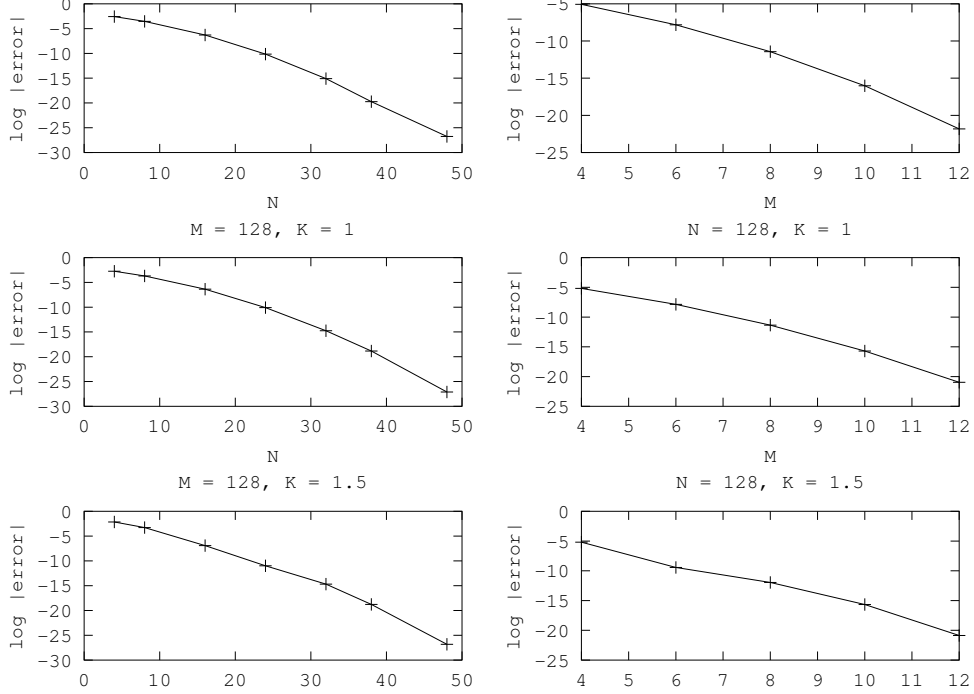 0
-5
-10
-15
-20
-25
-30
log |error|
0 10 20 30 40 50
N
-5
-10
-15
-20
-25
log |error|
4 5 6 7 8 9 10 11 12
M
M = 128, K = 1
0
-5
-10
-15
-20
-25
-30
log |error|
0 10 20 30 40 50
N
N = 128, K = 1
0
-5
-10
-15
-20
-25
log |error|
4 5 6 7 8 9 10 11 12
M
M = 128, K = 1.5
0
-5
-10
-15
-20
-25
-30
log |error|
0 10 20 30 40 50
N
N = 128, K = 1.5
0
-5
-10
-15
-20
-25
log |error|
4 5 6 7 8 9 10 11 12
M